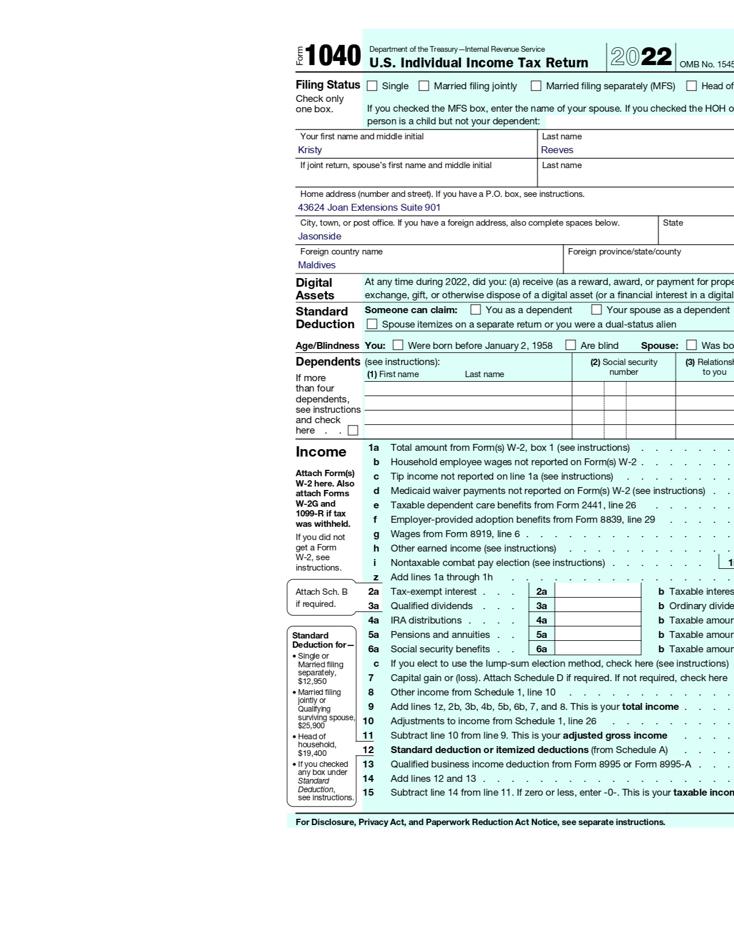 Form 1040 Department of the Treasury—Internal Revenue Service
U.S. Individual Income Tax Return 2022 OMB No. 1545
Filing Status Single Married filing jointly Married filing separately (MFS) Head of
Check only
one box.
If you checked the MFS box, enter the name of your spouse. If you checked the HOH o
person is a child but not your dependent:
Your first name and middle initial Last name
Kristy Reeves
If joint return, spouse's first name and middle initial Last name
Home address (number and street). If you have a P.O. box, see instructions.
43624 Joan Extensions Suite 901
City, town, or post office. If you have a foreign address, also complete spaces below. State
Jasonside
Foreign country name Foreign province/state/county
Maldives
Digital
Assets
At any time during 2022, did you: (a) receive (as a reward, award, or payment for prope
exchange, gift, or otherwise dispose of a digital asset (or a financial interest in a digital
Standard
Deduction
Someone can claim: You as a dependent Your spouse as a dependent
Spouse itemizes on a separate return or you were a dual-status alien
Age/Blindness You: Were born before January 2, 1958 Are blind Spouse: Was bo
Dependents (see instructions): (2) Social security number (3) Relations to you
(1) First name Last name
If more
than four
dependents,
see instructions
and check
here . .
Income
1a Total amount from Form(s) W-2, box 1 (see instructions) . . . . . . .
b Household employee wages not reported on Form(s) W-2 . . . . . . .
c Tip income not reported on line 1a (see instructions) . . . . . . . .
d Medicaid waiver payments not reported on Form(s) W-2 (see instructions) . .
e Taxable dependent care benefits from Form 2441, line 26 . . . . . . .
f Employer-provided adoption benefits from Form 8839, line 29 . . . . . .
g Wages from Form 8919, line 6 . . . . . . . . . . . . . .
h Other earned income (see instructions) . . . . . . . . . . . .
i Nontaxable combat pay election (see instructions) . . . . . . . 1
z Add lines 1a through 1h . . . . . . . . . . . . . . .
Attach Form(s)
W-2 here. Also
attach Forms
W-2G and
1099-R if tax
was withheld.
If you did not
get a Form
W-2, see
instructions.
Attach Sch. B
if required.
2a Tax-exempt interest . . . 2a b Taxable interes
3a Qualified dividends . . . 3a b Ordinary divide
4a IRA distributions . . . . 4a b Taxable amoun
5a Pensions and annuities . . 5a b Taxable amoun
6a Social security benefits . . 6a b Taxable amoun
c If you elect to use the lump-sum election method, check here (see instructions)
7 Capital gain or (loss). Attach Schedule D if required. If not required, check here
8 Other income from Schedule 1, line 10 . . . . . . . . . . . .
9 Add lines 1z, 2b, 3b, 4b, 5b, 6b, 7, and 8. This is your total income . . . .
10 Adjustments to income from Schedule 1, line 26 . . . . . . . . .
11 Subtract line 10 from line 9. This is your adjusted gross income . . . . .
12 Standard deduction or itemized deductions (from Schedule A) . . . . .
13 Qualified business income deduction from Form 8995 or Form 8995-A . . .
14 Add lines 12 and 13 . . . . . . . . . . . . . . . . .
15 Subtract line 14 from line 11. If zero or less, enter -0-. This is your taxable incom
Standard
Deduction for—
• Single or
Married filing
separately,
$12,950
• Married filing
jointly or
Qualifying
surviving spouse,
$25,900
• Head of
household,
$19,400
• If you checked
any box under
Standard
Deduction,
see instructions.
For Disclosure, Privacy Act, and Paperwork Reduction Act Notice, see separate instructions.